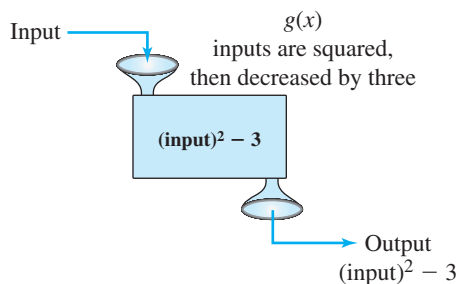 Input
g(x)
inputs are squared,
then decreased by three
(input)² – 3
Output
(input)² – 3